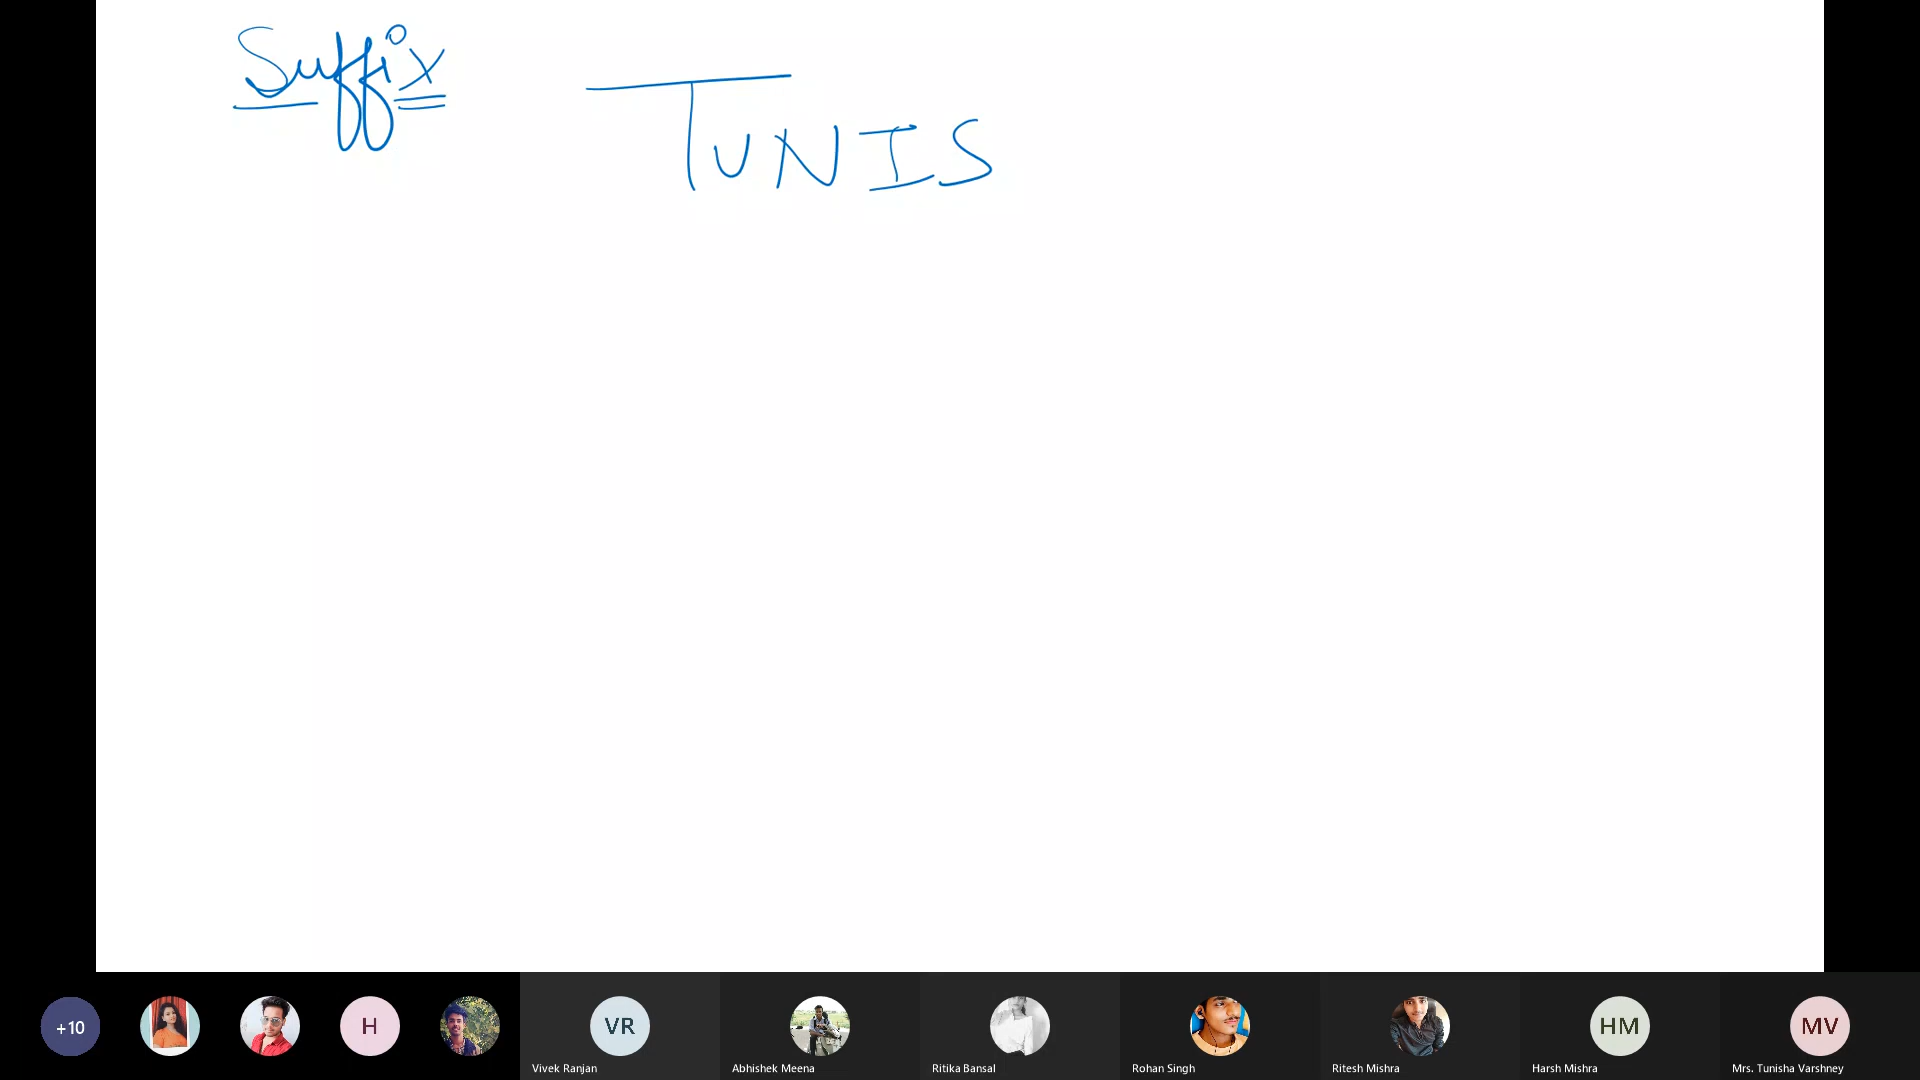 Suffix
TUNIS
+10
H
VR
HM
MV
Vivek Ranjan
Abhishek Meena
Ritika Bansal
Rohan Singh
Ritesh Mishra
Harsh Mishra
Mrs. Tunisha Varshney